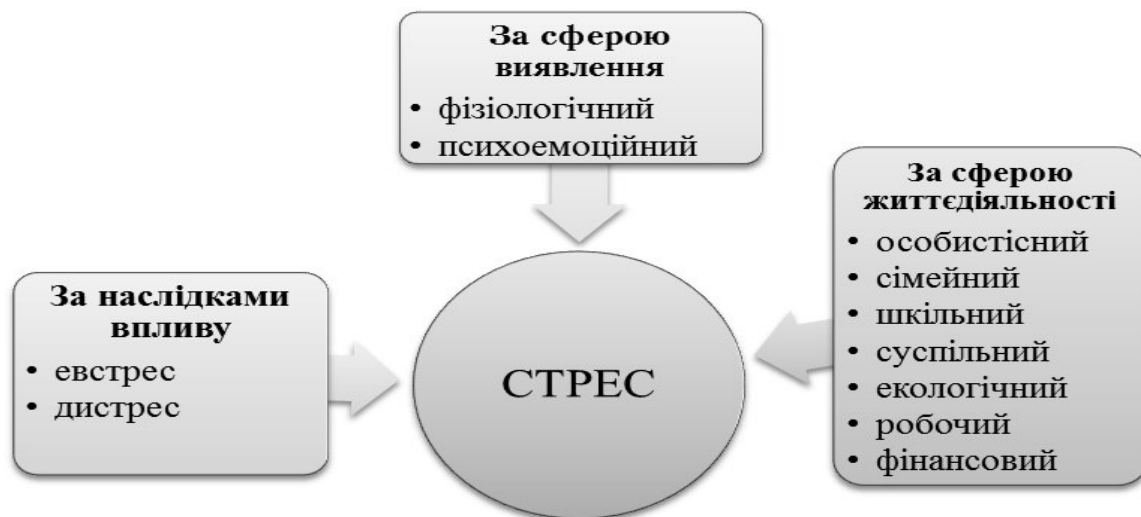 За сферою
виявлення
• фізіологічний
• психоемоційний
За сферою
життєдіяльності
• особистісний
• сімейний
• шкільний
• суспільний
• екологічний
• робочий
• фінансовий
За наслідками
впливу
• евстрес
• дистрес
СТРЕС